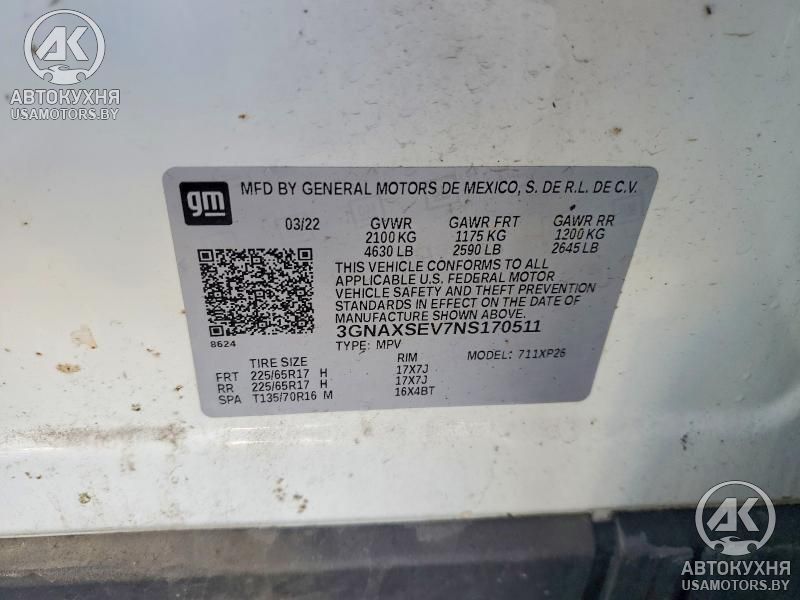 AK
АВТОКУХНЯ
USAMOTORS.BY
gm
MFD BY GENERAL MOTORS DE MEXICO, S. DE R.L. DE C.V.
03/22 GVWR GAWR FRT GAWR RR
2100 KG 1175 KG 1200 KG
4630 LB 2590 LB 2645 LB
THIS VEHICLE CONFORMS TO ALL
APPLICABLE U.S. FEDERAL MOTOR
VEHICLE SAFETY AND THEFT PREVENTION
STANDARDS IN EFFECT ON THE DATE OF
MANUFACTURE SHOWN ABOVE.
3GNAXSEV7NS170511
8624
TYPE: MPV
TIRE SIZE RIM MODEL: 711XP26
FRT 225/65R17 H 17X7J
RR 225/65R17 H 17X7J
SPA T135/70R16 M 16X4BT
AK
АВТОКУХНЯ
USAMOTORS.BY